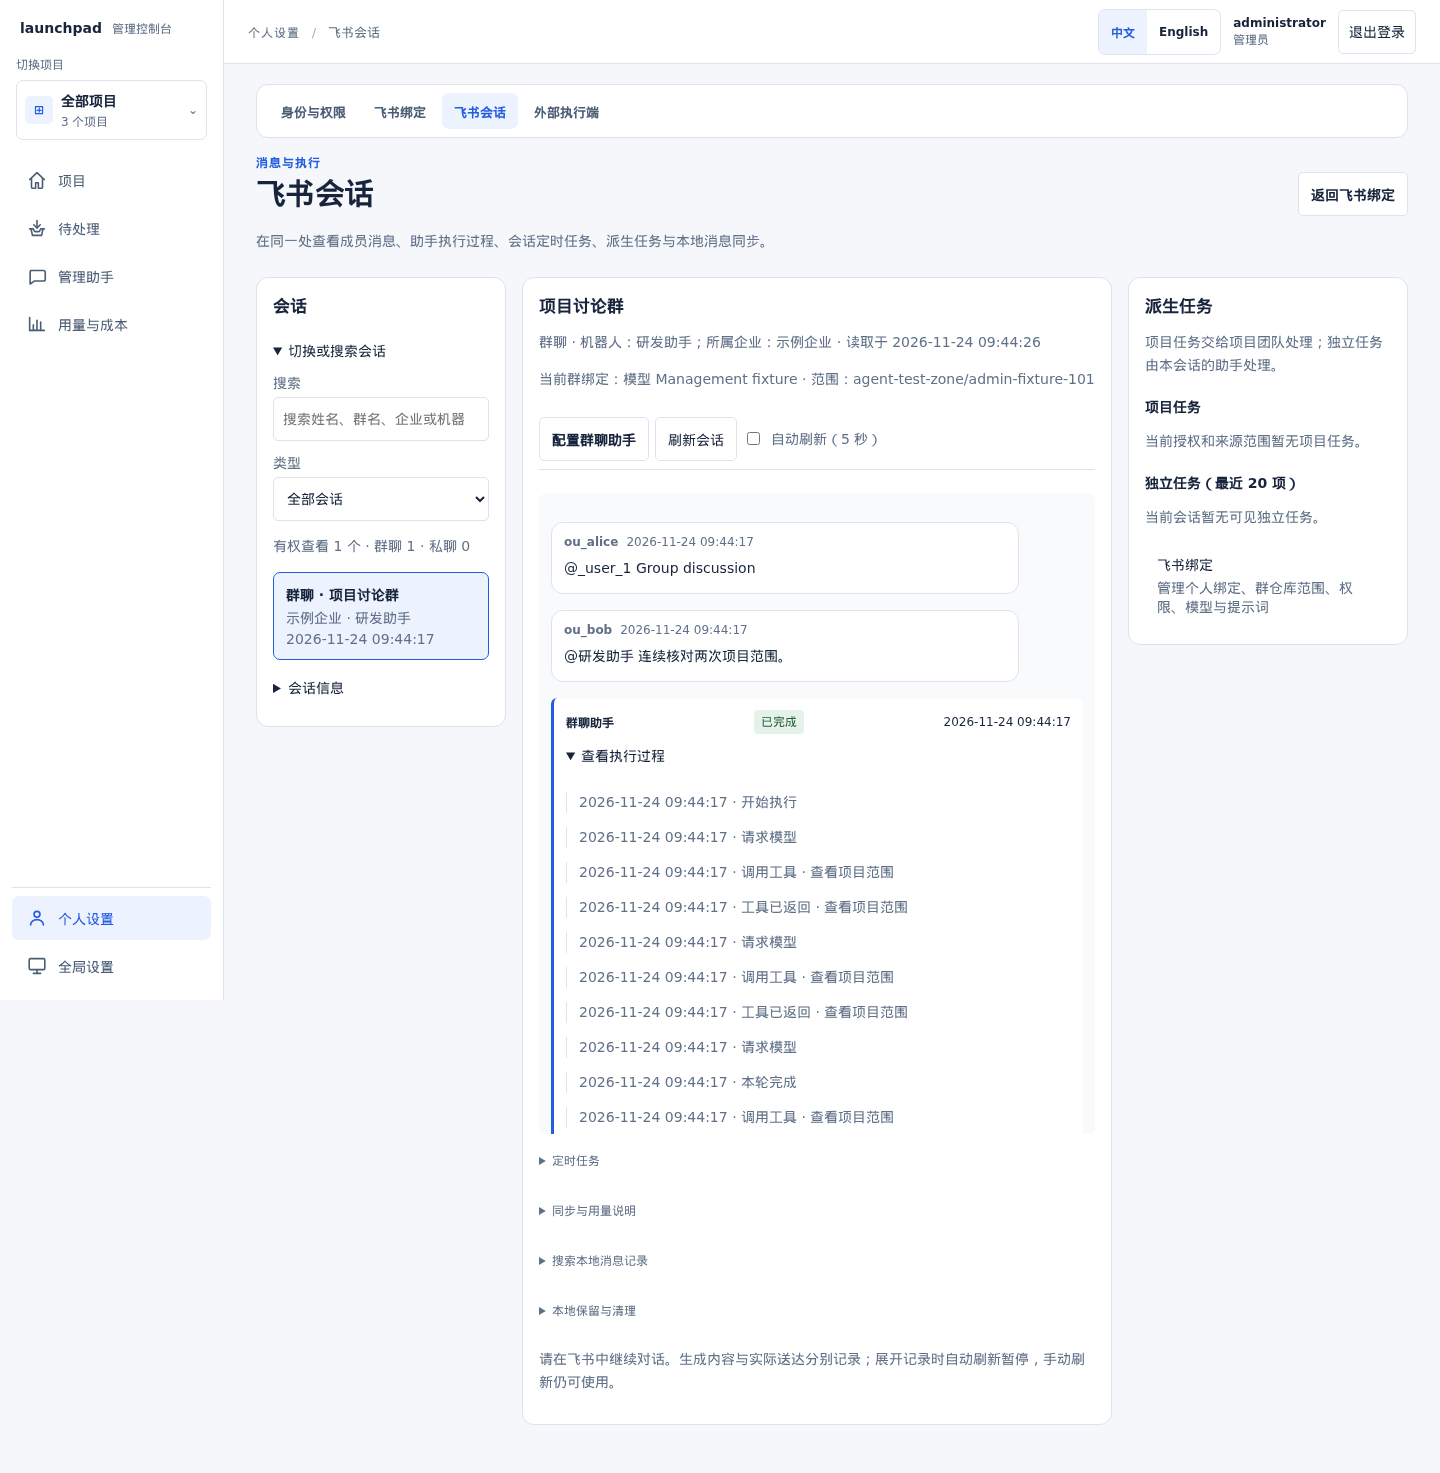 launchpad 管理控制台
切换项目
全部项目
3 个项目
项目
待处理
管理助手
用量与成本
个人设置
全局设置
个人设置 / 飞书会话
中文 English
administrator
管理员
退出登录
身份与权限 飞书绑定 飞书会话 外部执行端
消息与执行
飞书会话
返回飞书绑定
在同一处查看成员消息、助手执行过程、会话定时任务、派生任务与本地消息同步。
会话
▼ 切换或搜索会话
搜索
搜索姓名、群名、企业或机器
类型
全部会话
有权查看 1 个 · 群聊 1 · 私聊 0
群聊 · 项目讨论群
示例企业 · 研发助手
2026-11-24 09:44:17
▶ 会话信息
项目讨论群
群聊 · 机器人：研发助手；所属企业：示例企业 · 读取于 2026-11-24 09:44:26
当前群绑定：模型 Management fixture · 范围：agent-test-zone/admin-fixture-101
配置群聊助手 刷新会话 自动刷新（5 秒）
ou_alice 2026-11-24 09:44:17
@_user_1 Group discussion
ou_bob 2026-11-24 09:44:17
@研发助手 连续核对两次项目范围。
群聊助手 已完成 2026-11-24 09:44:17
▼ 查看执行过程
2026-11-24 09:44:17 · 开始执行
2026-11-24 09:44:17 · 请求模型
2026-11-24 09:44:17 · 调用工具 · 查看项目范围
2026-11-24 09:44:17 · 工具已返回 · 查看项目范围
2026-11-24 09:44:17 · 请求模型
2026-11-24 09:44:17 · 调用工具 · 查看项目范围
2026-11-24 09:44:17 · 工具已返回 · 查看项目范围
2026-11-24 09:44:17 · 请求模型
2026-11-24 09:44:17 · 本轮完成
2026-11-24 09:44:17 · 调用工具 · 查看项目范围
▶ 定时任务
▶ 同步与用量说明
▶ 搜索本地消息记录
▶ 本地保留与清理
请在飞书中继续对话。生成内容与实际送达分别记录；展开记录时自动刷新暂停，手动刷
新仍可使用。
派生任务
项目任务交给项目团队处理；独立任务
由本会话的助手处理。
项目任务
当前授权和来源范围暂无项目任务。
独立任务（最近 20 项）
当前会话暂无可见独立任务。
飞书绑定
管理个人绑定、群仓库范围、权
限、模型与提示词